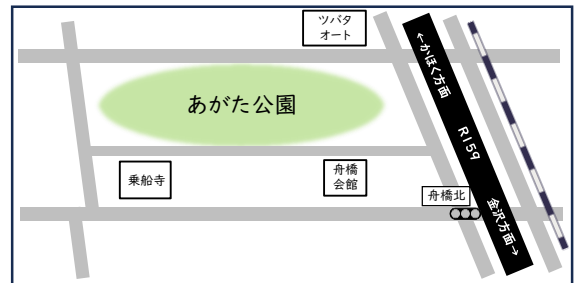 ツバタ
オート
←かほく方面
あがた公園
R159
乗船寺
舟橋
会館
舟橋北
金沢方面→